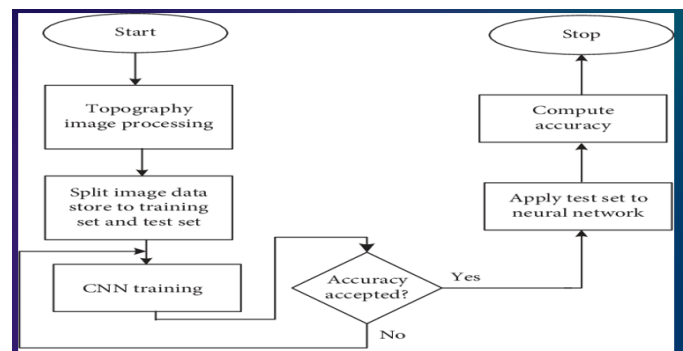 Start
Topography
image processing
Split image data
store to training
set and test set
CNN training
Accuracy
accepted?
Yes
No
Apply test set to
neural network
Compute
accuracy
Stop